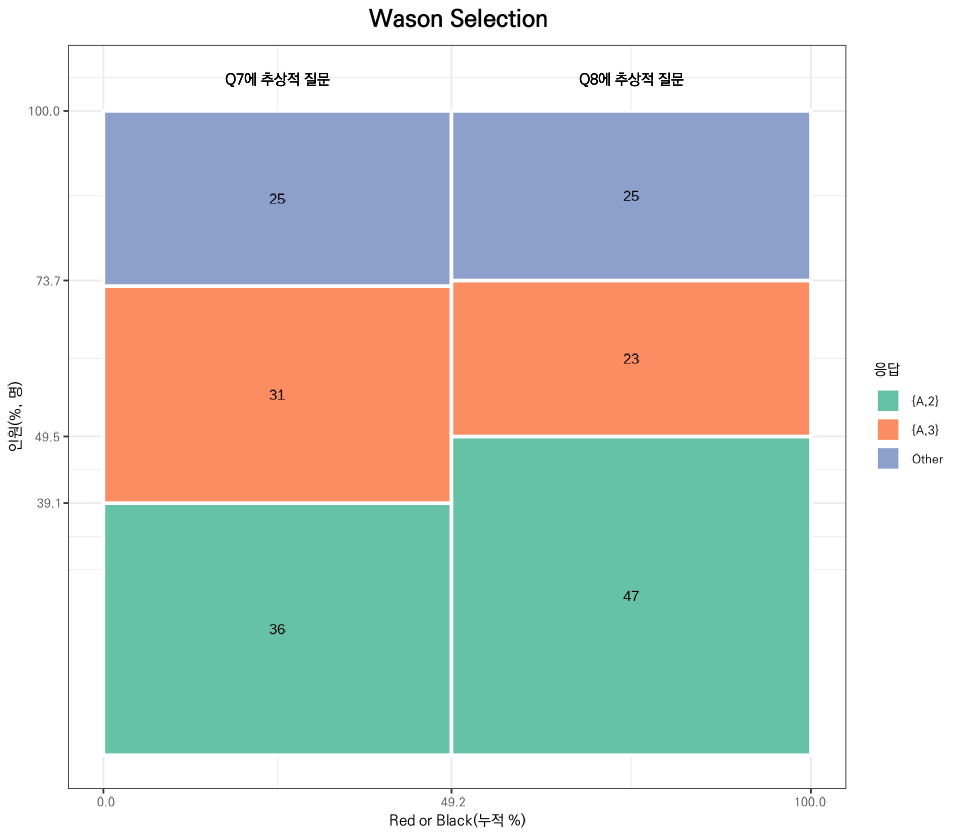 Wason Selection
Q7에 추상적 질문
Q8에 추상적 질문
100.0
73.7
49.5
39.1
인원(%, 명)
25
25
31
23
36
47
0.0
49.2
100.0
Red or Black(누적 %)
응답
{A,2}
{A,3}
Other